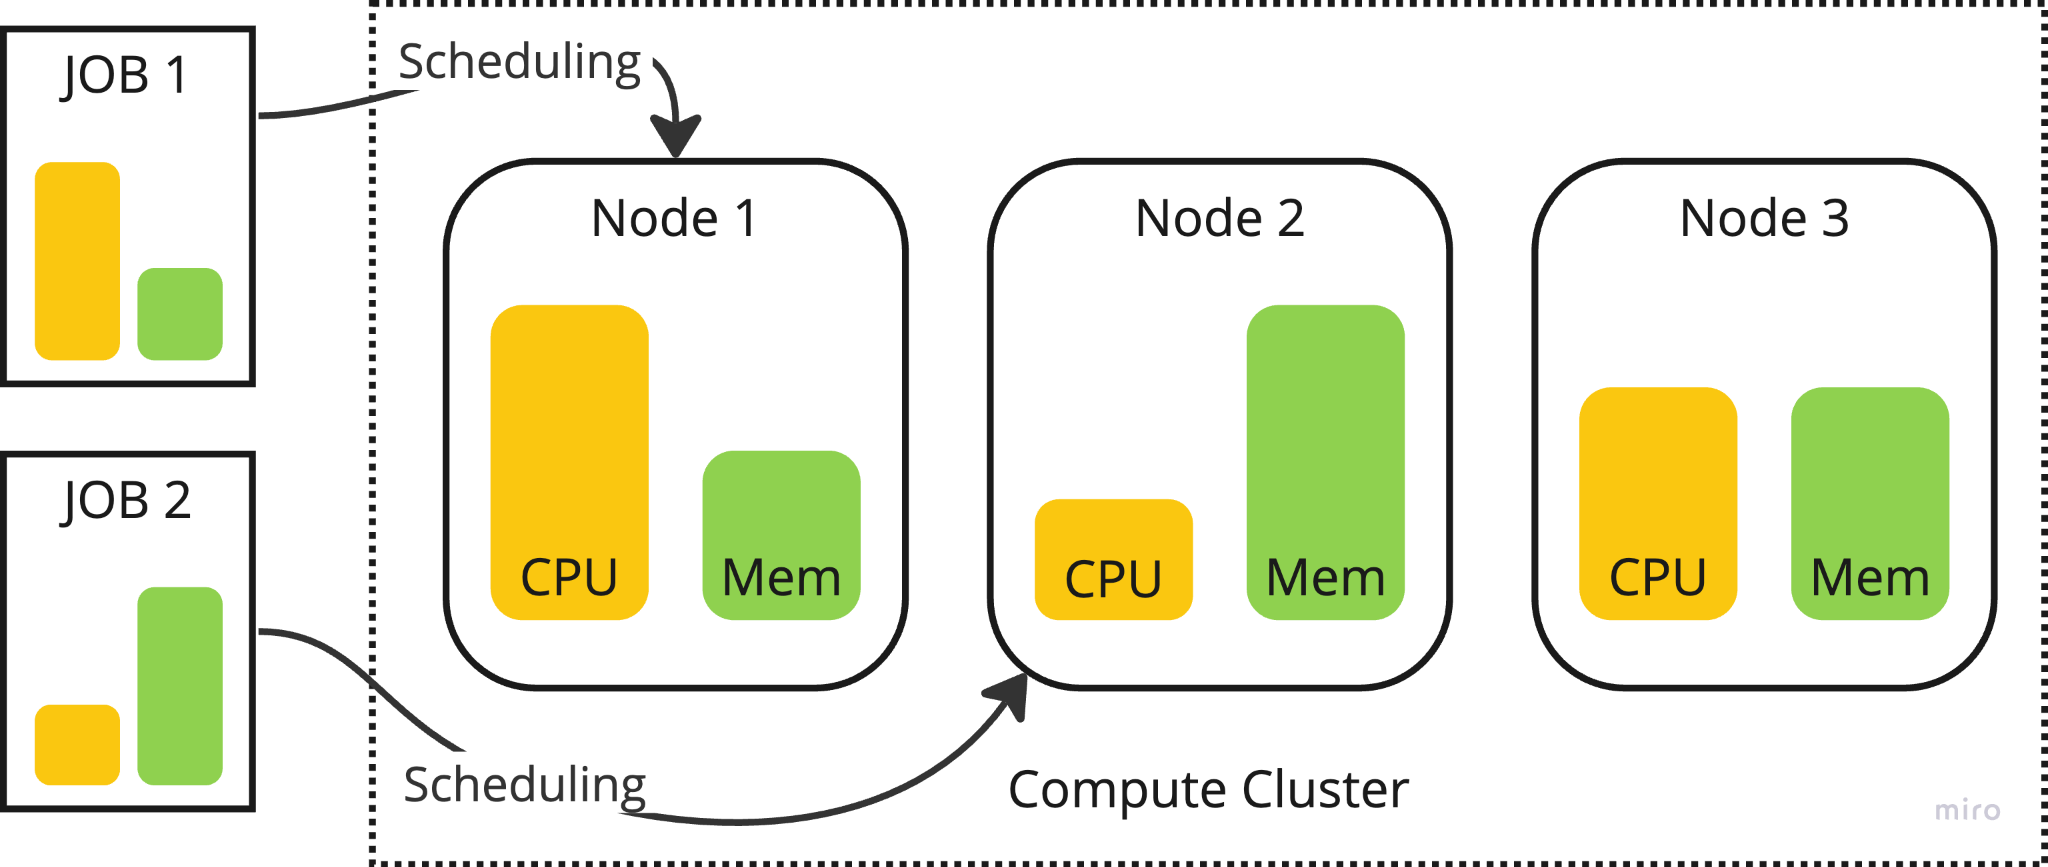 JOB 1
Scheduling
Node 1
CPU
Mem
Node 2
CPU
Mem
Node 3
CPU
Mem
JOB 2
Scheduling
Compute Cluster
miro